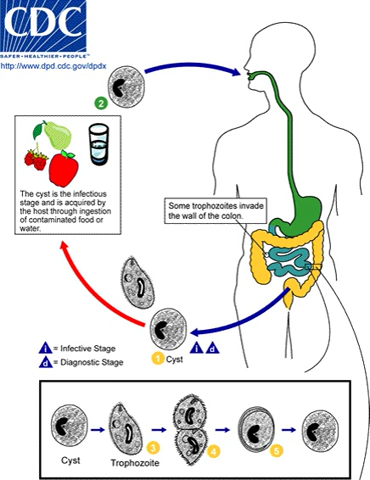 CDC
SAFER·HEALTHIER·PEOPLE™
http://www.dpd.cdc.gov/dpdx
2
The cyst is the infectious
stage and is acquired by
the host through ingestion
of contaminated food or
water.
Some trophozoites invade
the wall of the colon.
1 Cyst
i d
i = Infective Stage
d = Diagnostic Stage
3
4
5
Cyst
Trophozoite